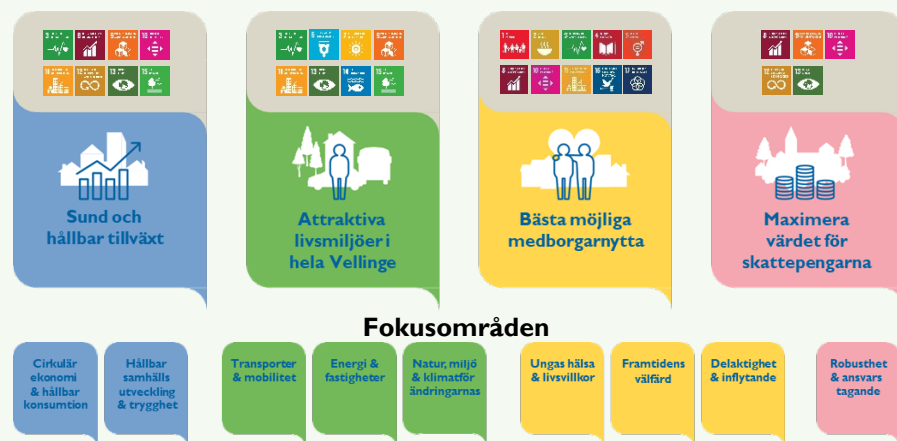 Sund och
hållbar tillväxt
Attraktiva
livsmiljöer i
hela Vellinge
Bästa möjliga
medborgarnytta
Maximera
värdet för
skattepengarna
Fokusområden
Cirkulär
ekonomi
& hållbar
konsumtion
Hållbar
samhälls
utveckling
& trygghet
Transporter
& mobilitet
Energi &
fastigheter
Natur, miljö
& klimatför
ändringarnas
Ungas hälsa
& livsvillkor
Framtidens
välfärd
Delaktighet
& inflytande
Robusthet
& ansvars
tagande